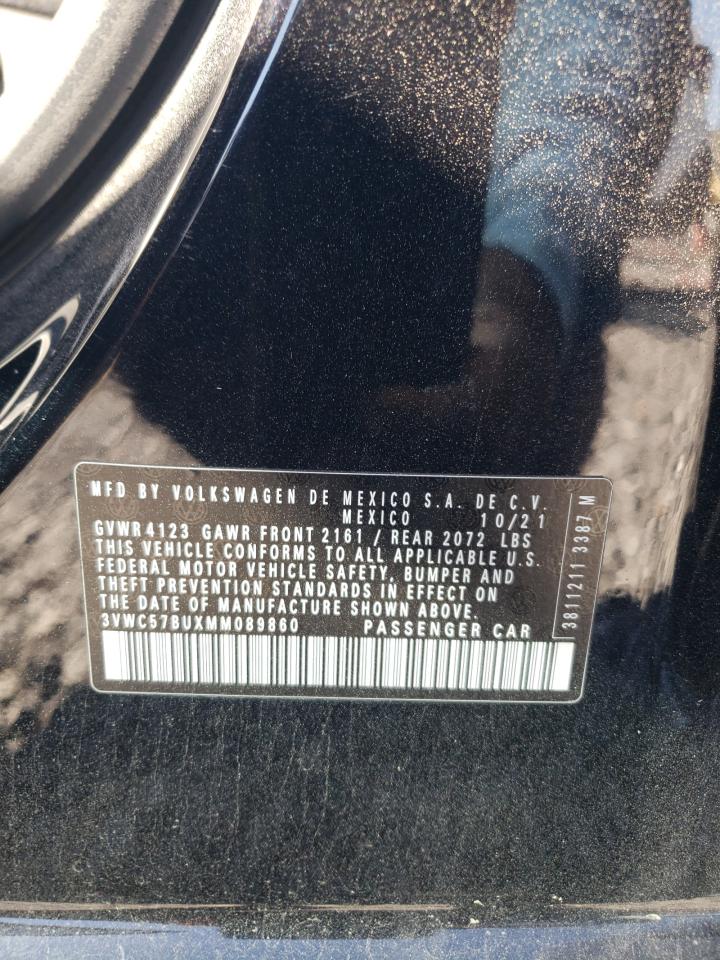 MFD BY VOLKSWAGEN DE MEXICO S.A. DE C.V.
MEXICO 10/21
GVWR 4123 GAWR FRONT 2161 / REAR 2072 LBS
THIS VEHICLE CONFORMS TO ALL APPLICABLE U.S.
FEDERAL MOTOR VEHICLE SAFETY, BUMPER AND
THEFT PREVENTION STANDARDS IN EFFECT ON
THE DATE OF MANUFACTURE SHOWN ABOVE.
3VWC57BUXMM089860 PASSENGER CAR
3811211 3387 M